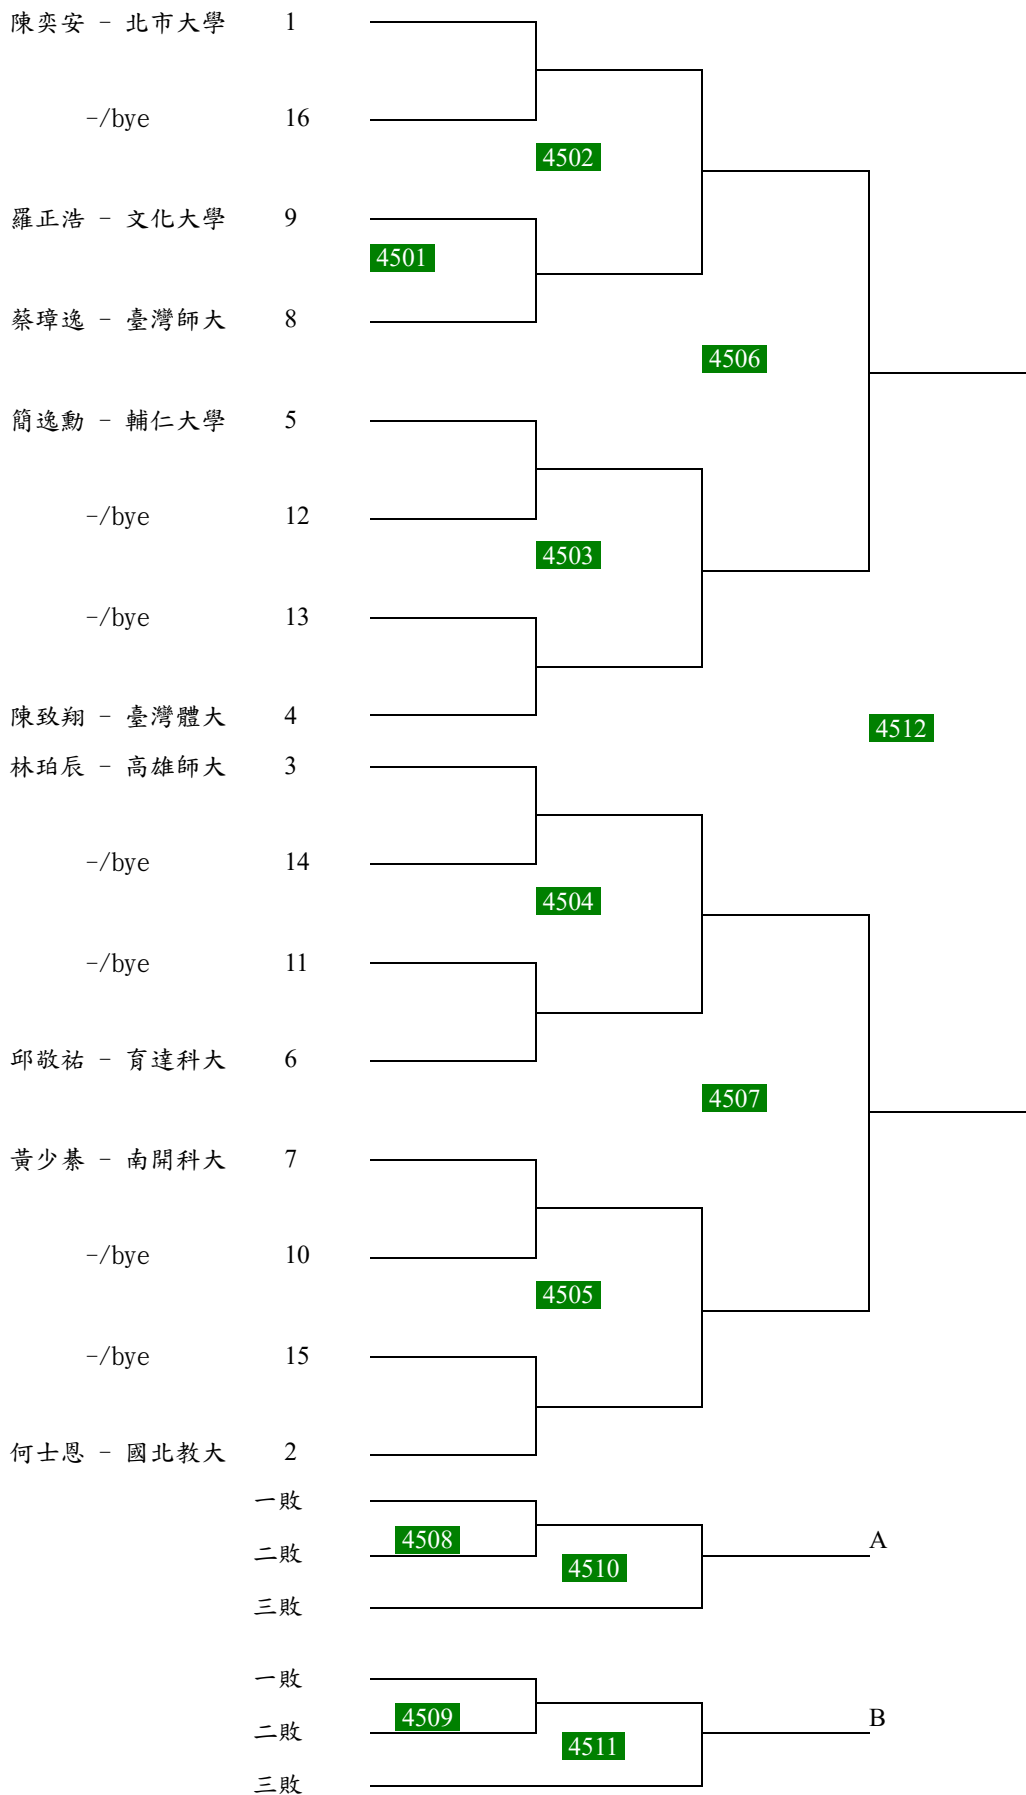 陳奕安 - 北市大學 1
-/bye 16
4502
羅正浩 - 文化大學 9
4501
蔡璋逸 - 臺灣師大 8
4506
簡逸勳 - 輔仁大學 5
-/bye 12
4503
-/bye 13
陳致翔 - 臺灣體大 4
4512
林珀辰 - 高雄師大 3
-/bye 14
4504
-/bye 11
邱敬祐 - 育達科大 6
4507
黃少綦 - 南開科大 7
-/bye 10
4505
-/bye 15
何士恩 - 國北教大 2
一敗
4508 A
二敗
4510
三敗
一敗
4509 B
二敗
4511
三敗